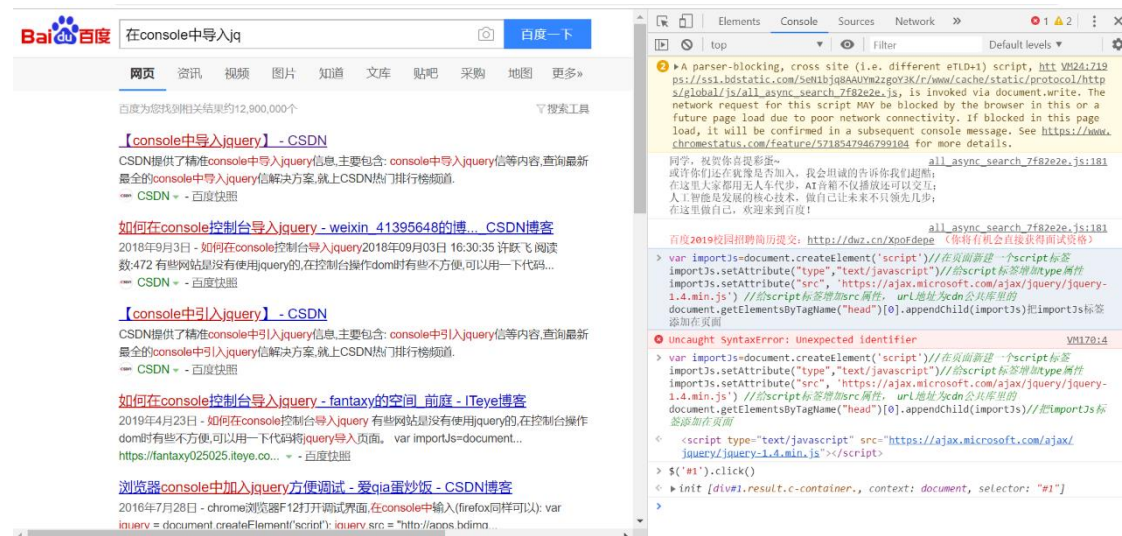 Bai du 百度
在console中导入jq
百度一下
网页 资讯 视频 图片 知道 文库 贴吧 采购 地图 更多»
百度为您找到相关结果约12,900,000个
搜索工具
【console中导入jquery】 - CSDN
CSDN提供了精准console中导入jquery信息,主要包含: console中导入jquery信等内容,查询最新
最全的console中导入jquery信解决方案,就上CSDN热门排行榜频道.
CSDN - 百度快照
如何在console控制台导入jquery - weixin_41395648的博..._CSDN博客
2018年9月3日 - 如何在console控制台导入jquery2018年09月03日 16:30:35 许跃飞 阅读
数:472 有些网站是没有使用jquery的,在控制台操作dom时有些不方便,可以用一下代码...
CSDN - 百度快照
【console中引入jquery】 - CSDN
CSDN提供了精准console中引入jquery信息,主要包含: console中引入jquery信等内容,查询最新
最全的console中引入jquery信解决方案,就上CSDN热门排行榜频道.
CSDN - 百度快照
如何在console控制台导入jquery - fantaxy的空间_前庭 - ITeye博客
2019年4月23日 - 如何在console控制台导入jquery 有些网站是没有使用jquery的,在控制台操作
dom时有些不方便,可以用一下代码将jquery导入页面。 var importJs=document...
https://fantaxy025025.iteye.co... - 百度快照
浏览器console中加入jquery方便调试 - 爱qia蛋炒饭 - CSDN博客
2016年7月28日 - chrome浏览器F12打开调试界面,在console中输入(firefox同样可以): var
jquery = document.createElement('script'); jquery.src = "http://apps.bdimg...
Elements Console Sources Network » 1 2
top Filter Default levels ▼
2 A parser-blocking, cross site (i.e. different eTLD+1) script, htt VM24:719
ps://ss1.bdstatic.com/5eN1bjq8AAUYm2zgoY3K/r/www/cache/static/protocol/http
s/global/js/all_async_search_7f82e2e.js, is invoked via document.write. The
network request for this script MAY be blocked by the browser in this or a
future page load due to poor network connectivity. If blocked in this page
load, it will be confirmed in a subsequent console message. See https://www.
chromestatus.com/feature/5718547946799104 for more details.
同学，祝贺你喜提彩蛋~ all_async_search_7f82e2e.js:181
或许你们还在犹豫是否加入，我会坦诚的告诉你我们超酷；
在这里大家都用无人车代步，AI音箱不仅播放还可以交互；
人工智能是发展的核心技术，做自己让未来不只领先几步；
在这里做自己，欢迎来到百度！
all_async_search_7f82e2e.js:181
百度2019校园招聘简历提交：http://dwz.cn/XpoFdepe （你将有机会直接获得面试资格）
> var importJs=document.createElement('script')//在页面新建一个script标签
importJs.setAttribute("type","text/javascript")//给script标签增加type属性
importJs.setAttribute("src", 'https://ajax.microsoft.com/ajax/jquery/jquery-
1.4.min.js') //给script标签增加src属性， url地址为cdn公共库里的
document.getElementsByTagName("head")[0].appendChild(importJs)把importJs标签
添加在页面
Uncaught SyntaxError: Unexpected identifier VM170:4
> var importJs=document.createElement('script')//在页面新建一个script标签
importJs.setAttribute("type","text/javascript")//给script标签增加type属性
importJs.setAttribute("src", 'https://ajax.microsoft.com/ajax/jquery/jquery-
1.4.min.js') //给script标签增加src属性， url地址为cdn公共库里的
document.getElementsByTagName("head")[0].appendChild(importJs)//把importJs标
签添加在页面
<script type="text/javascript" src="https://ajax.microsoft.com/ajax/
jquery/jquery-1.4.min.js"></script>
> $('#1').click()
init [div#1.result.c-container., context: document, selector: "#1"]
>